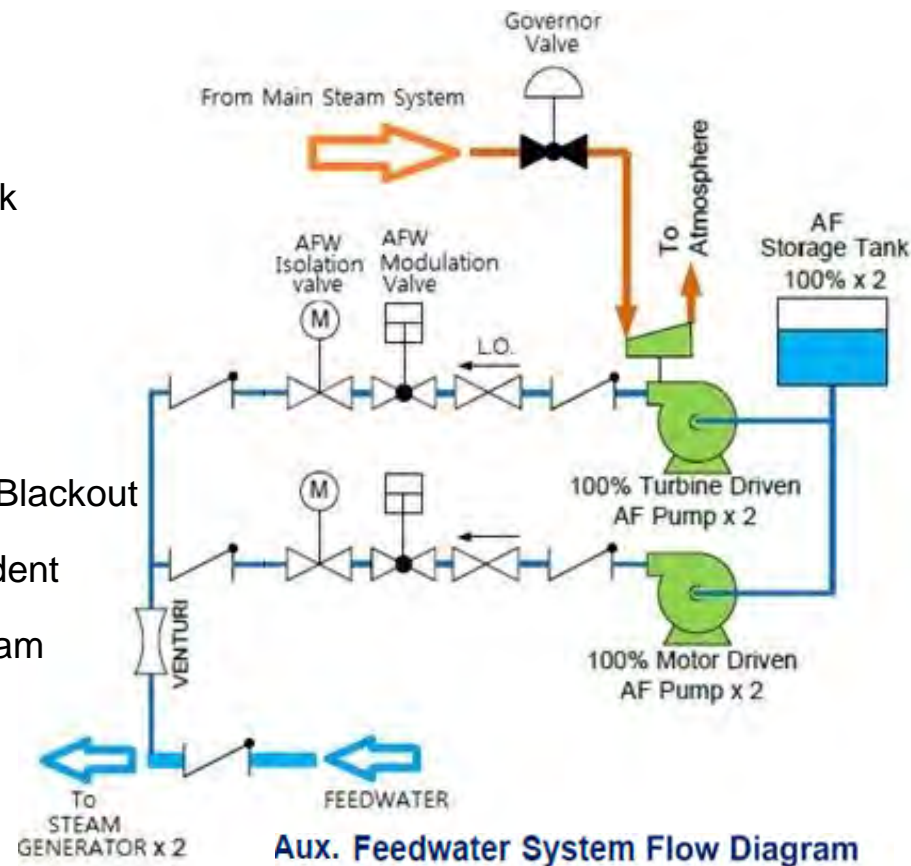 Governor
Valve
From Main Steam System
k
To
Atmosphere
AF
Storage Tank
100% x 2
AFW
Isolation
valve
AFW
Modulation
Valve
M
L.O.
100% Turbine Driven
AF Pump x 2
Blackout
M
dent
am
VENTURI
100% Motor Driven
AF Pump x 2
To
STEAM
GENERATOR x 2
FEEDWATER
Aux. Feedwater System Flow Diagram